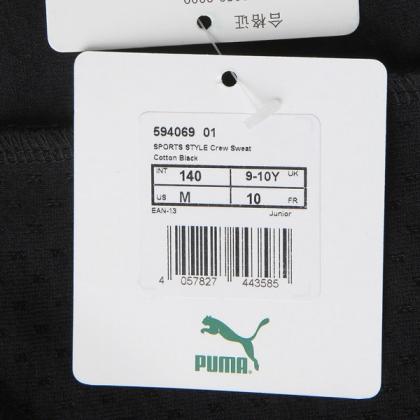 合格证
594069 01
SPORTS STYLE Crew Sweat
Cotton Black
INT 140 9-10Y UK
US M 10 FR
EAN-13 Junior
4 057827 443585
PUMA